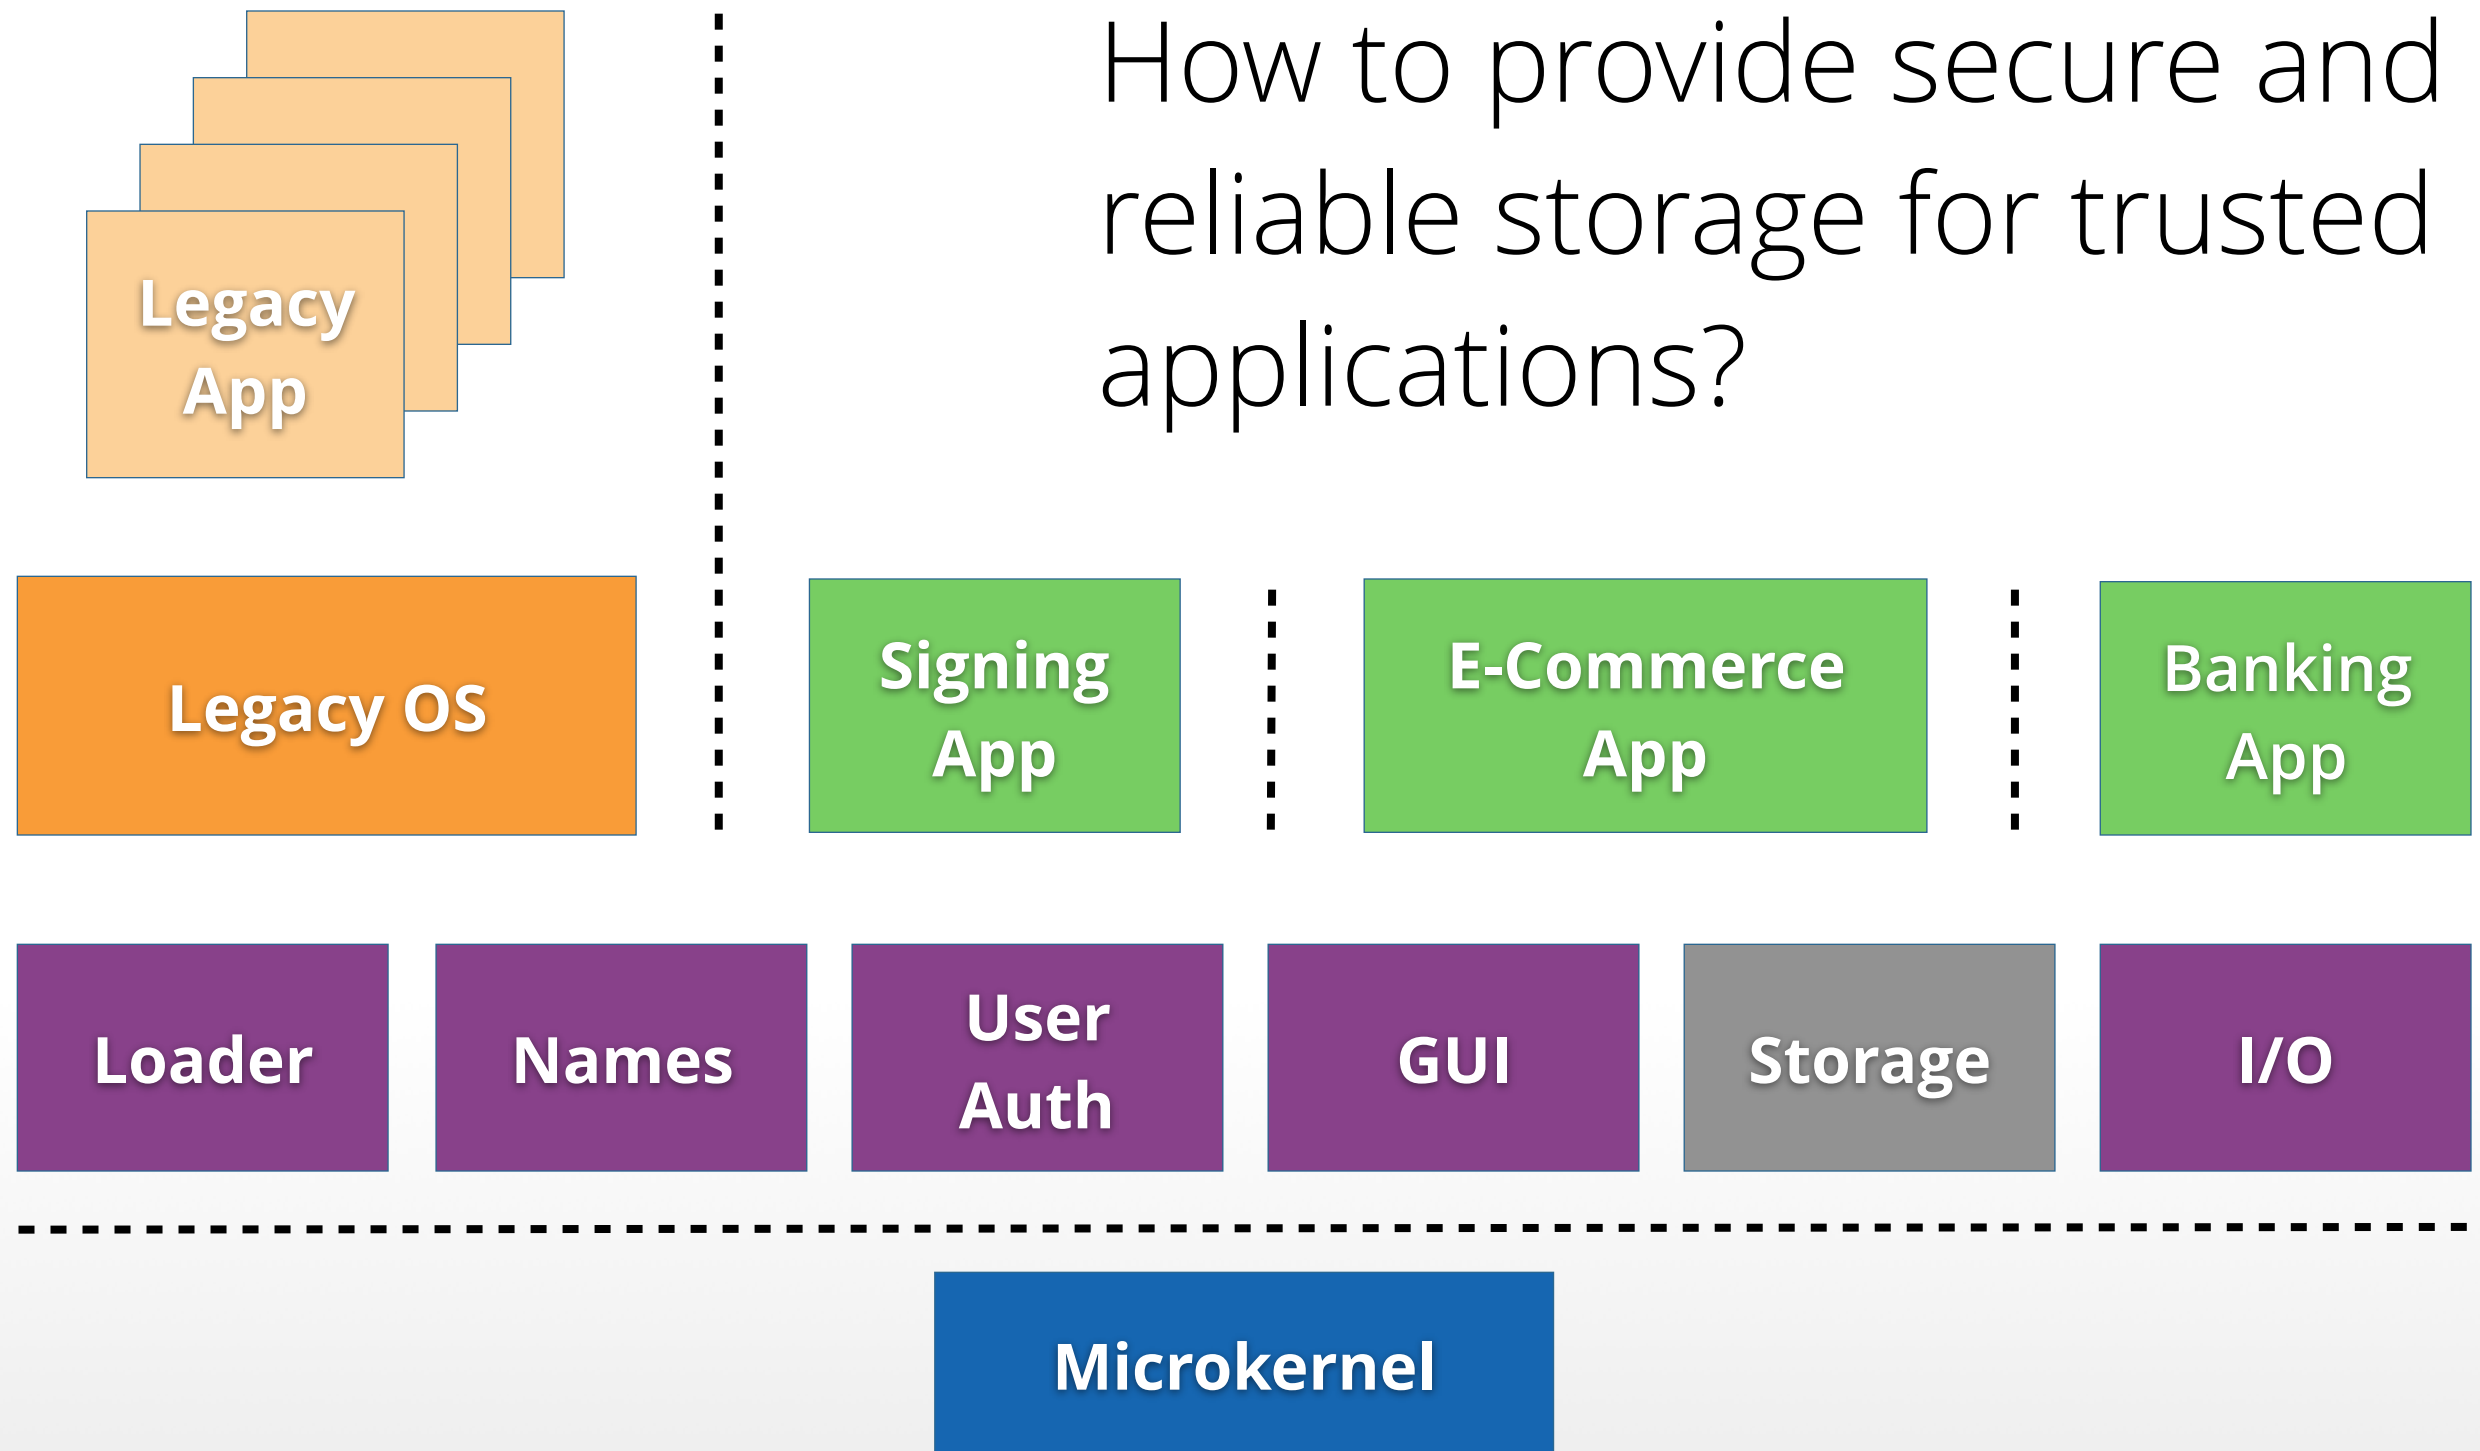 How to provide secure and
reliable storage for trusted
applications?
Legacy
App
Legacy OS
Signing
App
E-Commerce
App
Banking
App
Loader
Names
User
Auth
GUI
Storage
I/O
Microkernel